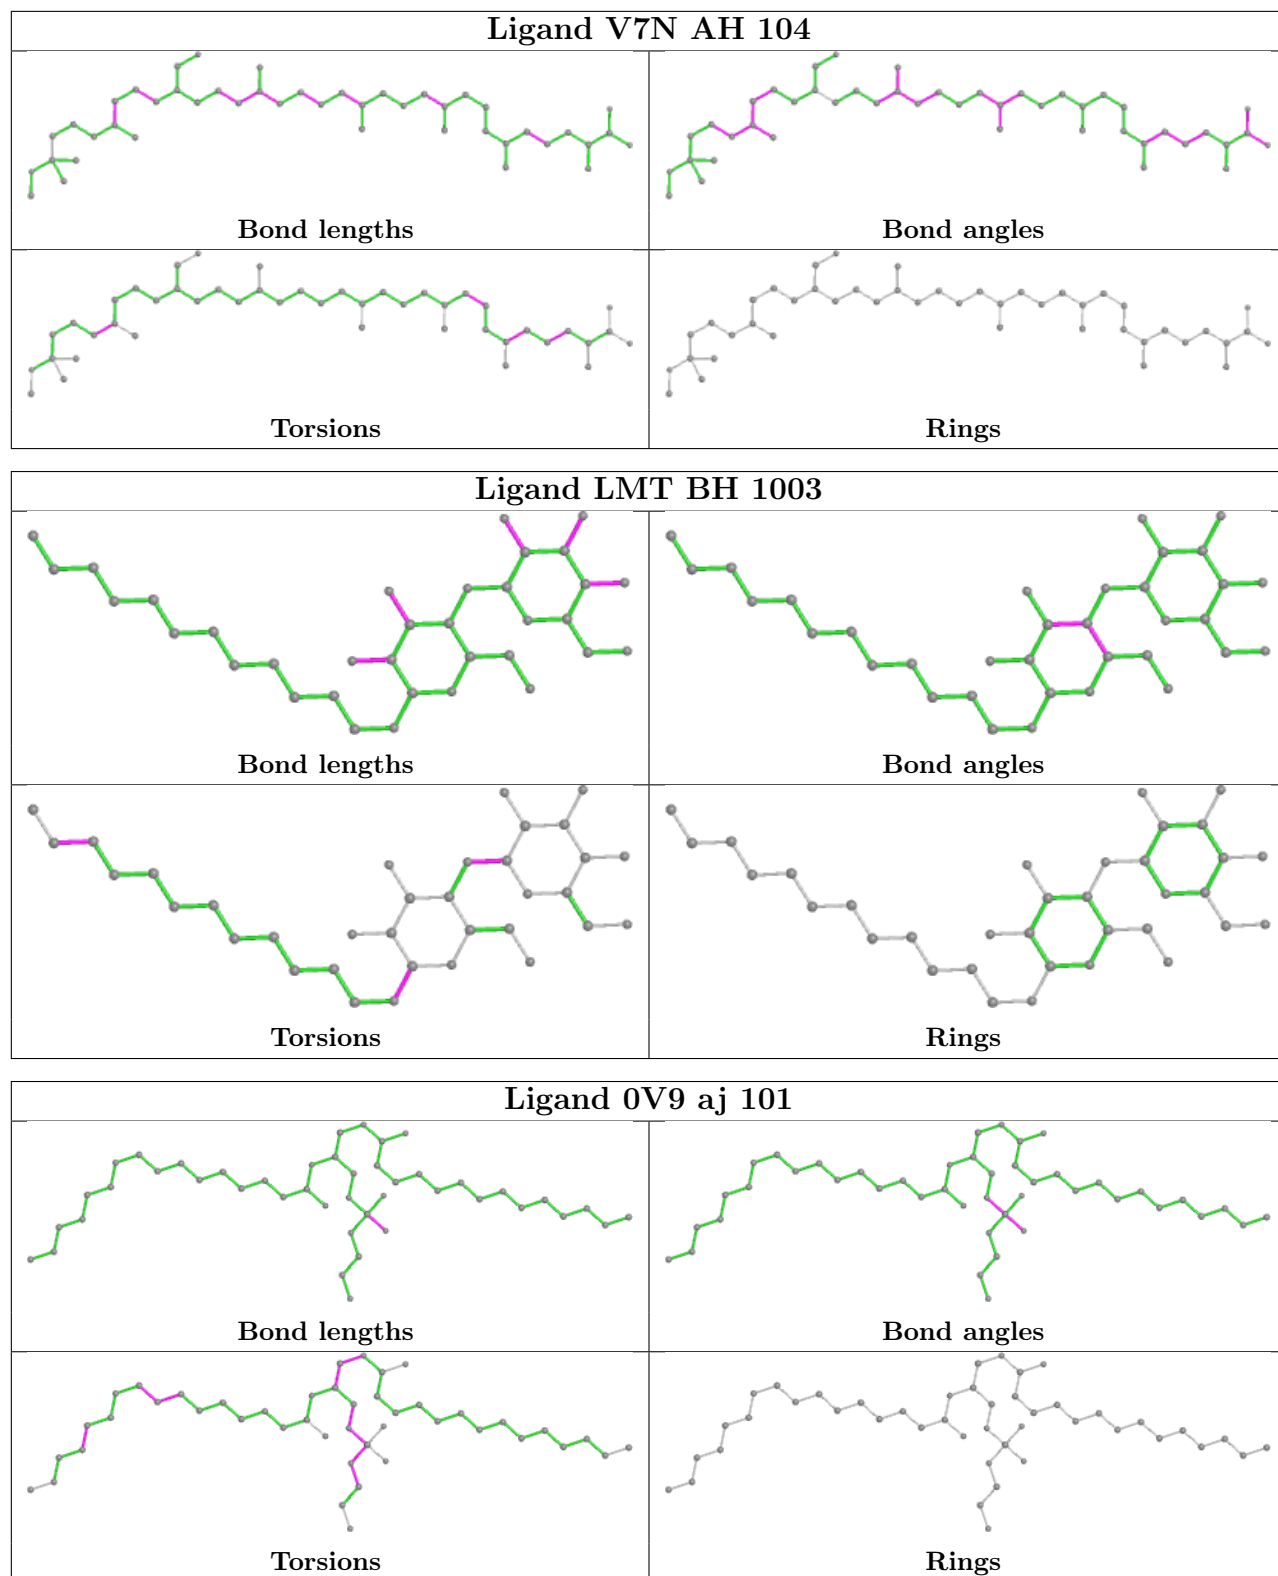 Ligand V7N AH 104
Bond lengths
Bond angles
Torsions
Rings
Ligand LMT BH 1003
Bond lengths
Bond angles
Torsions
Rings
Ligand 0V9 aj 101
Bond lengths
Bond angles
Torsions
Rings